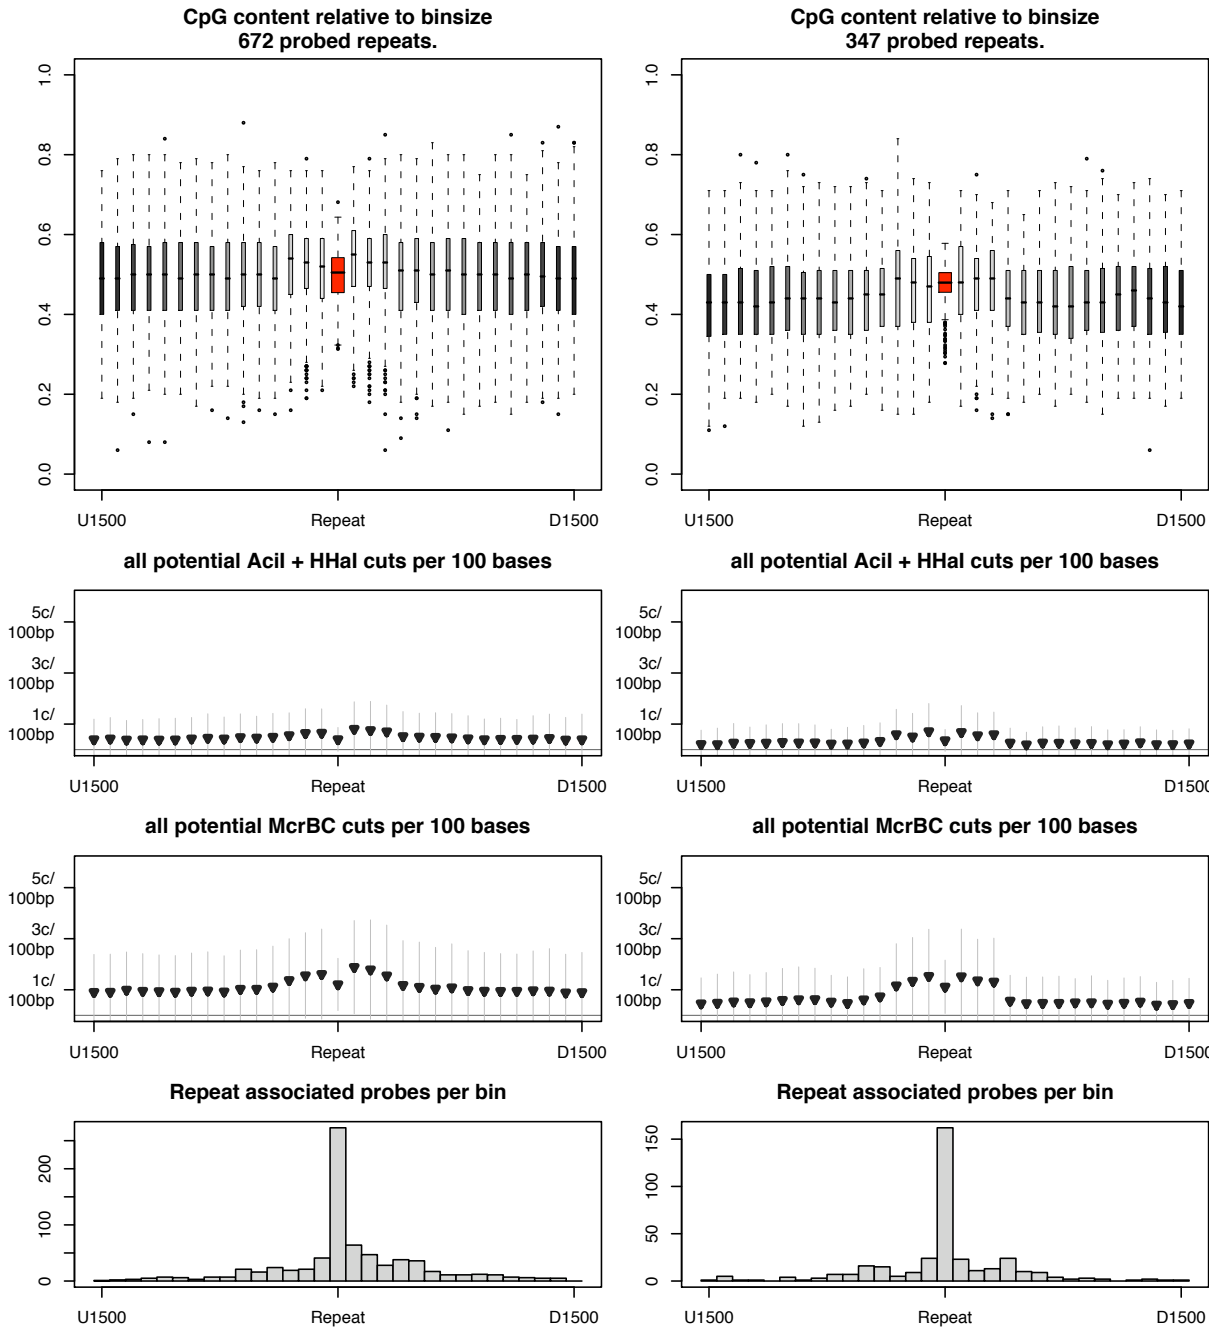 CpG content relative to binsize
672 probed repeats.
1.0
0.8
0.6
0.4
0.2
0.0
U1500 Repeat D1500
CpG content relative to binsize
347 probed repeats.
1.0
0.8
0.6
0.4
0.2
0.0
U1500 Repeat D1500
all potential AciI + HHaI cuts per 100 bases
5c/
100bp
3c/
100bp
1c/
100bp
U1500 Repeat D1500
all potential AciI + HHaI cuts per 100 bases
5c/
100bp
3c/
100bp
1c/
100bp
U1500 Repeat D1500
all potential McrBC cuts per 100 bases
5c/
100bp
3c/
100bp
1c/
100bp
U1500 Repeat D1500
all potential McrBC cuts per 100 bases
5c/
100bp
3c/
100bp
1c/
100bp
U1500 Repeat D1500
Repeat associated probes per bin
200
100
0
U1500 Repeat D1500
Repeat associated probes per bin
150
100
50
0
U1500 Repeat D1500